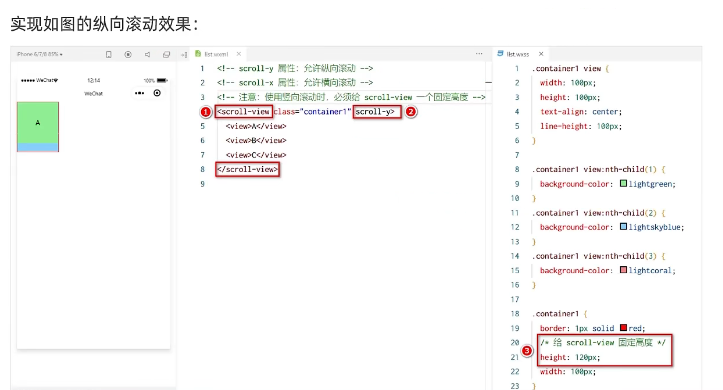 实现如图的纵向滚动效果：
iPhone 6/7/8 85%
WeChat
12:14
100%
WeChat
A
list.wxml
1 <!-- scroll-y 属性：允许纵向滚动 -->
2 <!-- scroll-x 属性：允许横向滚动 -->
3 <!-- 注意：使用竖向滚动时，必须给 scroll-view 一个固定高度 -->
① <scroll-view class="container1" scroll-y> ②
5 <view>A</view>
6 <view>B</view>
7 <view>C</view>
8 </scroll-view>
9
list.wxss
1 .container1 view {
2 width: 100px;
3 height: 100px;
4 text-align: center;
5 line-height: 100px;
6 }
7
8 .container1 view:nth-child(1) {
9 background-color: lightgreen;
10 }
11 .container1 view:nth-child(2) {
12 background-color: lightskyblue;
13 }
14 .container1 view:nth-child(3) {
15 background-color: lightcoral;
16 }
17
18 .container1 {
19 border: 1px solid red;
20 /* 给 scroll-view 固定高度 */
③
21 height: 120px;
22 width: 100px;
23 }